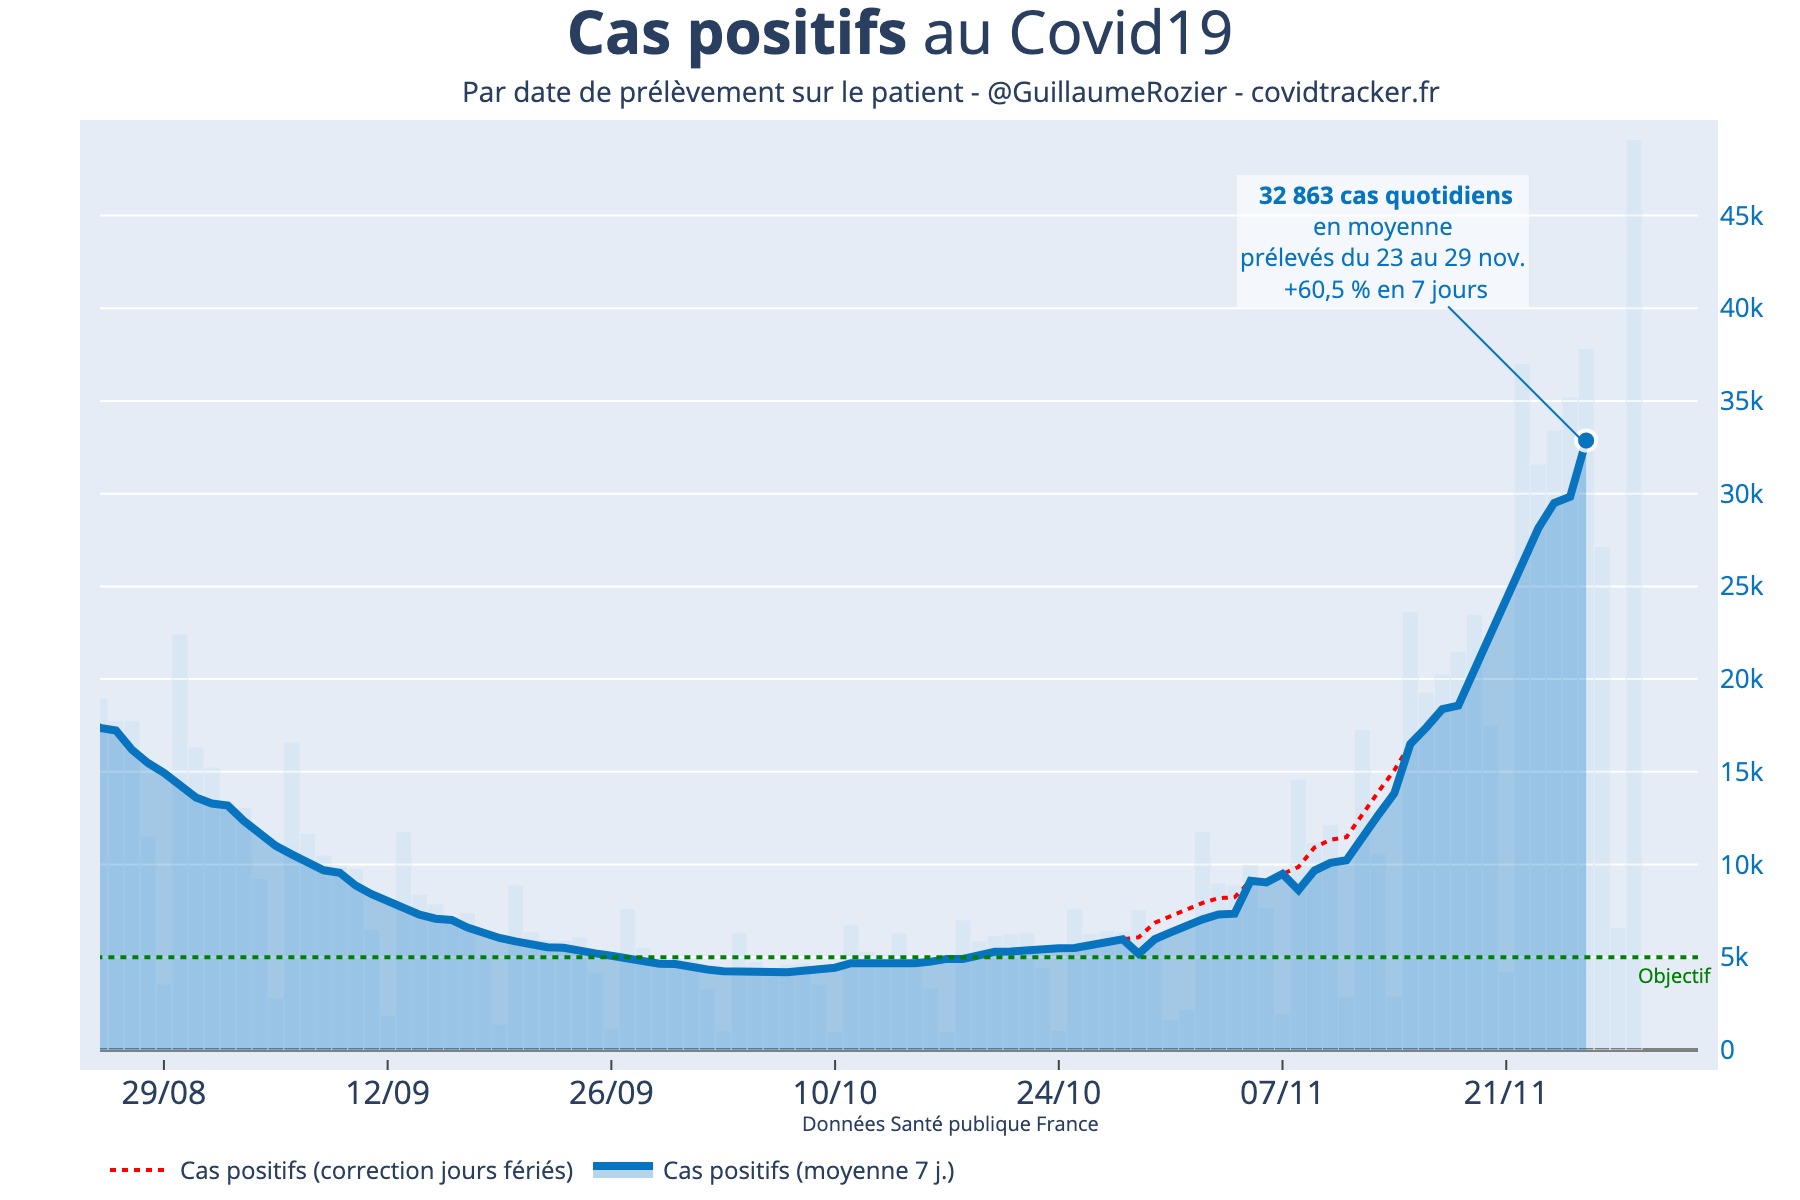 Cas positifs au Covid19
Par date de prélèvement sur le patient - @GuillaumeRozier - covidtracker.fr
32 863 cas quotidiens
en moyenne
prélevés du 23 au 29 nov.
+60,5 % en 7 jours
45k
40k
35k
30k
25k
20k
15k
10k
5k
Objectif
0
29/08
12/09
26/09
10/10
24/10
07/11
21/11
Données Santé publique France
Cas positifs (correction jours fériés)
Cas positifs (moyenne 7 j.)